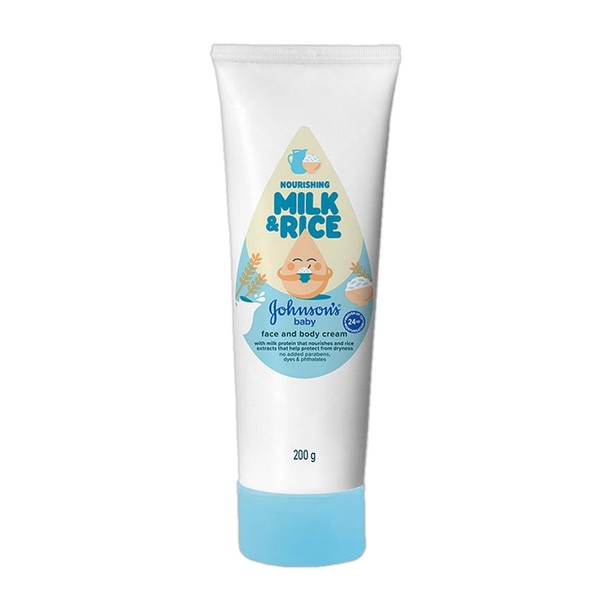 NOURISHING
MILK
& RICE
Johnson's
baby
face and body cream
with milk protein that nourishes and rice
extracts that help protect from dryness
no added parabens,
dyes & phthalates
24
200 g